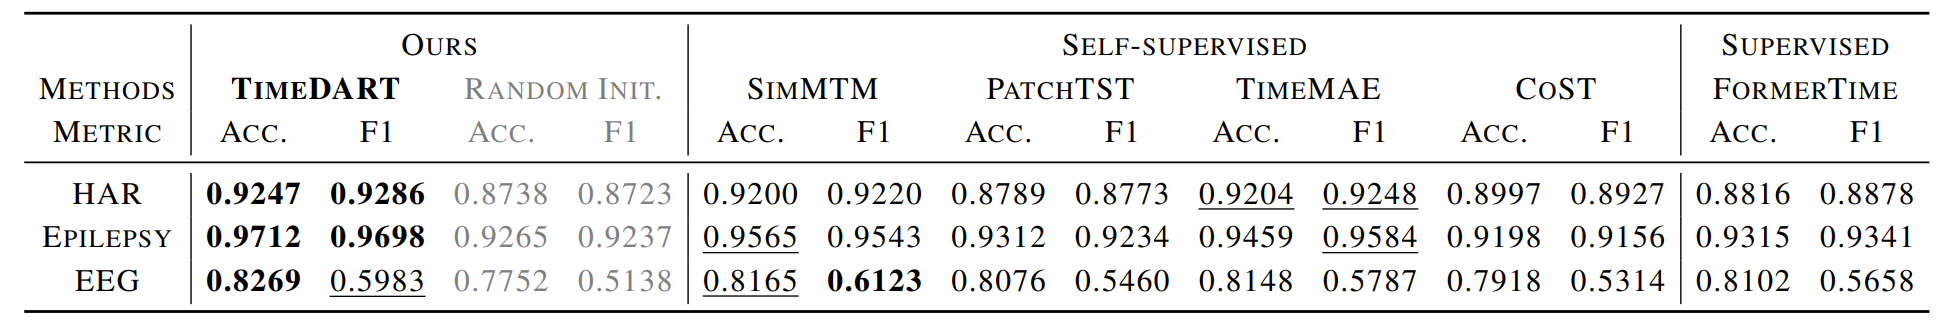 OURS SELF-SUPERVISED SUPERVISED
METHODS TIMEDART RANDOM INIT. SIMMTM PATCHTST TIMEMAE COST FORMERTIME
METRIC ACC. F1 ACC. F1 ACC. F1 ACC. F1 ACC. F1 ACC. F1 ACC. F1
HAR 0.9247 0.9286 0.8738 0.8723 0.9200 0.9220 0.8789 0.8773 0.9204 0.9248 0.8997 0.8927 0.8816 0.8878
EPILEPSY 0.9712 0.9698 0.9265 0.9237 0.9565 0.9543 0.9312 0.9234 0.9459 0.9584 0.9198 0.9156 0.9315 0.9341
EEG 0.8269 0.5983 0.7752 0.5138 0.8165 0.6123 0.8076 0.5460 0.8148 0.5787 0.7918 0.5314 0.8102 0.5658